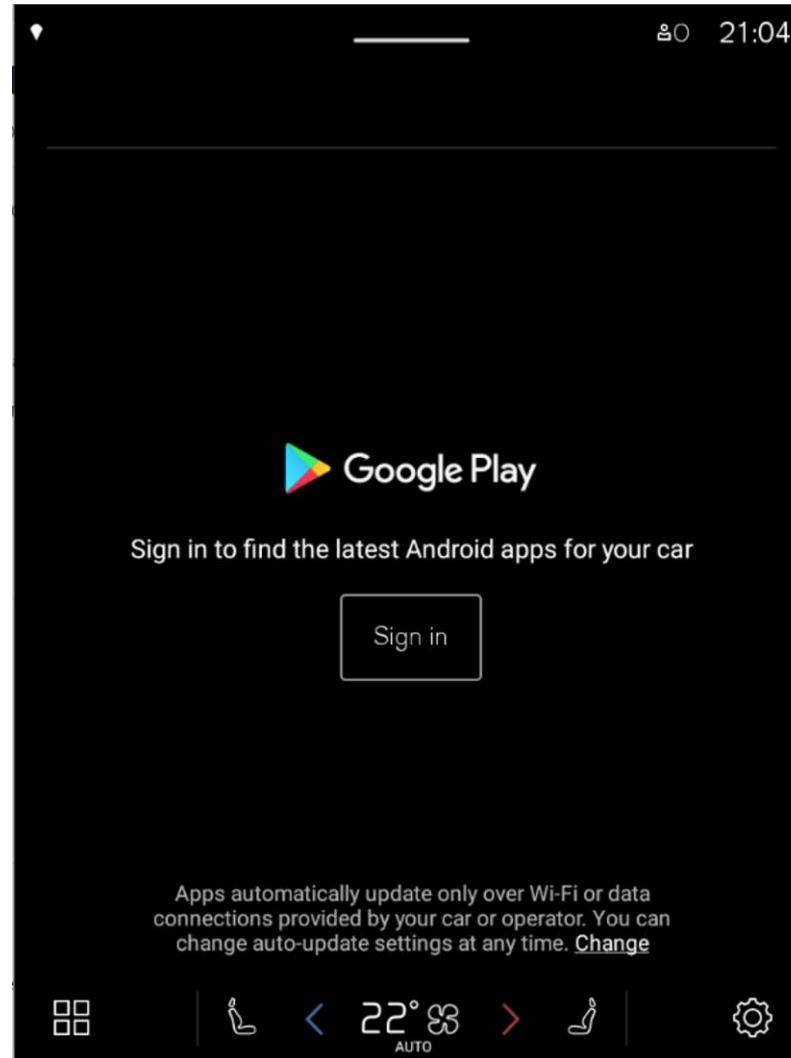 21:04
Google Play
Sign in to find the latest Android apps for your car
Sign in
Apps automatically update only over Wi-Fi or data
connections provided by your car or operator. You can
change auto-update settings at any time. Change
22°
AUTO